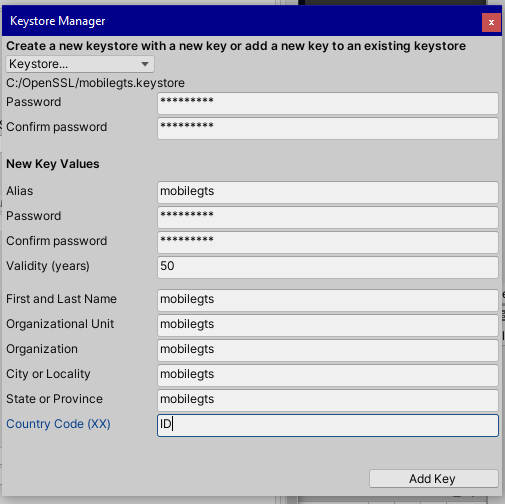 Keystore Manager
x
Create a new keystore with a new key or add a new key to an existing keystore
Keystore...
C:/OpenSSL/mobilegts.keystore
Password *********
Confirm password *********
New Key Values
Alias mobilegts
Password *********
Confirm password *********
Validity (years) 50
First and Last Name mobilegts
Organizational Unit mobilegts
Organization mobilegts
City or Locality mobilegts
State or Province mobilegts
Country Code (XX) ID
Add Key